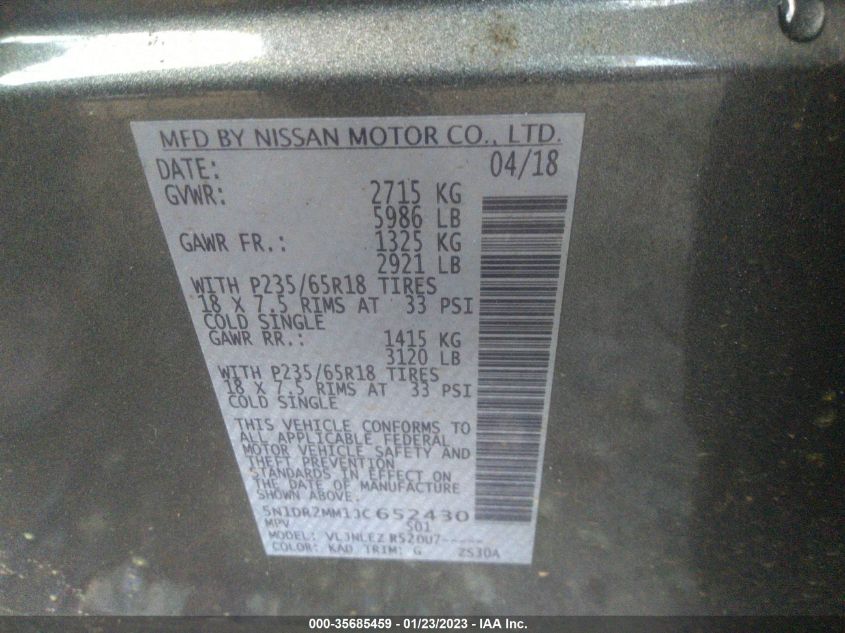 MFD BY NISSAN MOTOR CO., LTD.
DATE: 04/18
GVWR: 2715 KG
5986 LB
GAWR FR.: 1325 KG
2921 LB
WITH P235/65R18 TIRES
18 X 7.5 RIMS AT 33 PSI
COLD SINGLE
GAWR RR.: 1415 KG
3120 LB
WITH P235/65R18 TIRES
18 X 7.5 RIMS AT 33 PSI
COLD SINGLE
THIS VEHICLE CONFORMS TO
ALL APPLICABLE FEDERAL
MOTOR VEHICLE SAFETY AND
THEFT PREVENTION
STANDARDS IN EFFECT ON
THE DATE OF MANUFACTURE
SHOWN ABOVE.
5N1DR2MM1JC652430
MPV S01
MODEL: VLJNLEZ R520U7-----
COLOR: KAD TRIM: G 2S30A
000-35685459 - 01/23/2023 - IAA Inc.